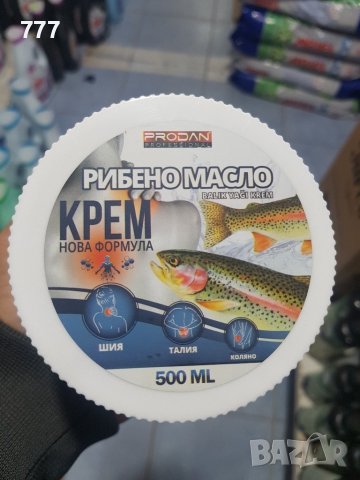 777
PRODAN
PROFESSIONAL
РИБЕНО МАСЛО
BALIK YAĞI KREM
КРЕМ
НОВА ФОРМУЛА
ШИЯ
ТАЛИЯ
КОЛЯНО
500 ML
BAZAR